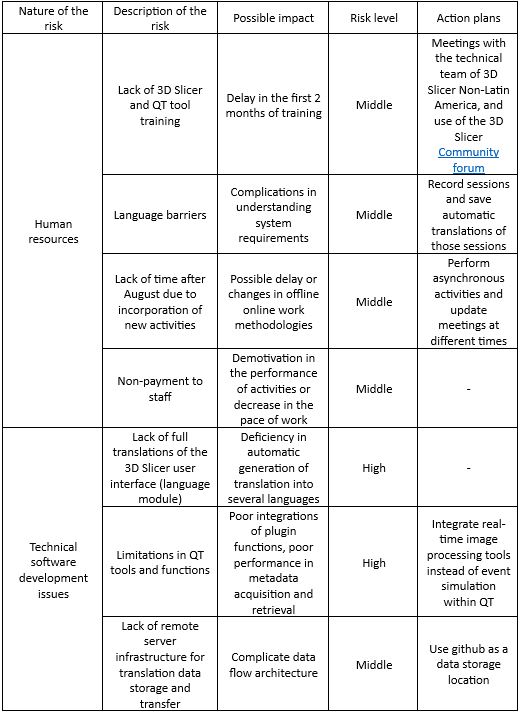 Nature of the
risk
Description of the
risk
Possible impact
Risk level
Action plans
Human
resources
Lack of 3D Slicer
and QT tool
training
Delay in the first 2
months of training
Middle
Meetings with
the technical
team of 3D
Slicer Non-Latin
America, and
use of the 3D
Slicer
Community
forum
Language barriers
Complications in
understanding
system
requirements
Middle
Record sessions
and save
automatic
translations of
those sessions
Lack of time after
August due to
incorporation of
new activities
Possible delay or
changes in offline
online work
methodologies
Middle
Perform
asynchronous
activities and
update
meetings at
different times
Non-payment to
staff
Demotivation in
the performance
of activities or
decrease in the
pace of work
Middle
-
Technical
software
development
issues
Lack of full
translations of the
3D Slicer user
interface (language
module)
Deficiency in
automatic
generation of
translation into
several languages
High
-
Limitations in QT
tools and functions
Poor integrations
of plugin
functions, poor
performance in
metadata
acquisition and
retrieval
High
Integrate real-
time image
processing tools
instead of event
simulation
within QT
Lack of remote
server
infrastructure for
translation data
storage and
transfer
Complicate data
flow architecture
Middle
Use github as a
data storage
location